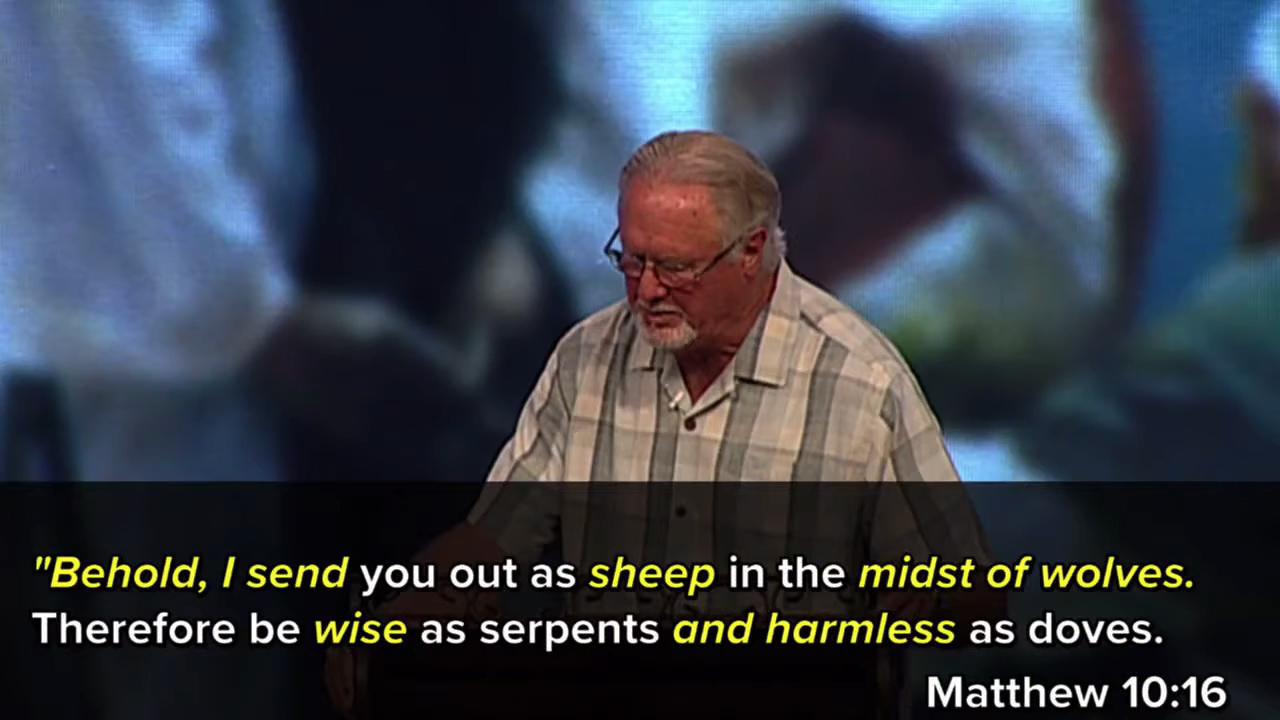 "Behold, I send you out as sheep in the midst of wolves.
Therefore be wise as serpents and harmless as doves.
Matthew 10:16